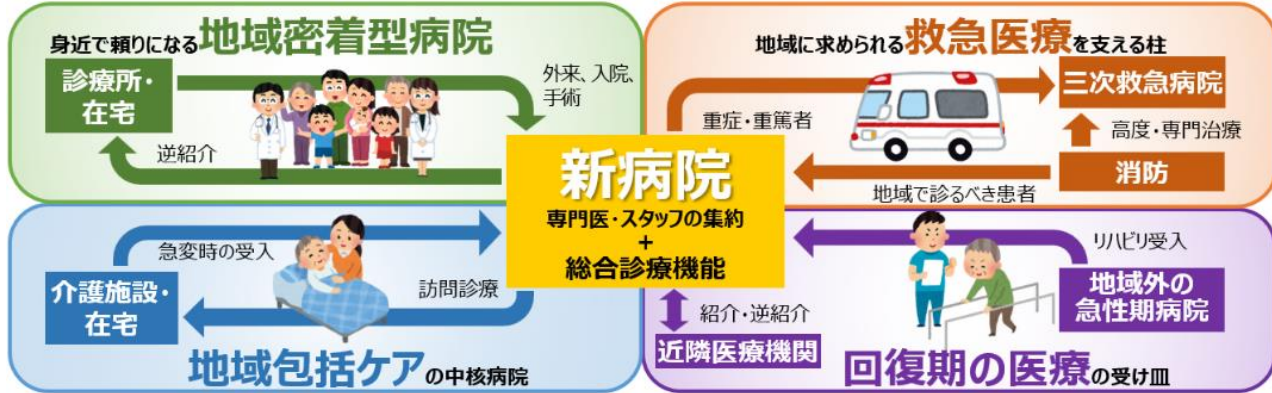 身近で頼りになる地域密着型病院
診療所・
在宅
外来、入院、
手術
逆紹介
地域に求められる救急医療を支える柱
三次救急病院
重症・重篤者
高度・専門治療
消防
地域で診るべき患者
新病院
専門医・スタッフの集約
+
総合診療機能
急変時の受入
介護施設・
在宅
訪問診療
地域包括ケアの中核病院
リハビリ受入
地域外の
急性期病院
紹介・逆紹介
近隣医療機関
回復期の医療の受け皿